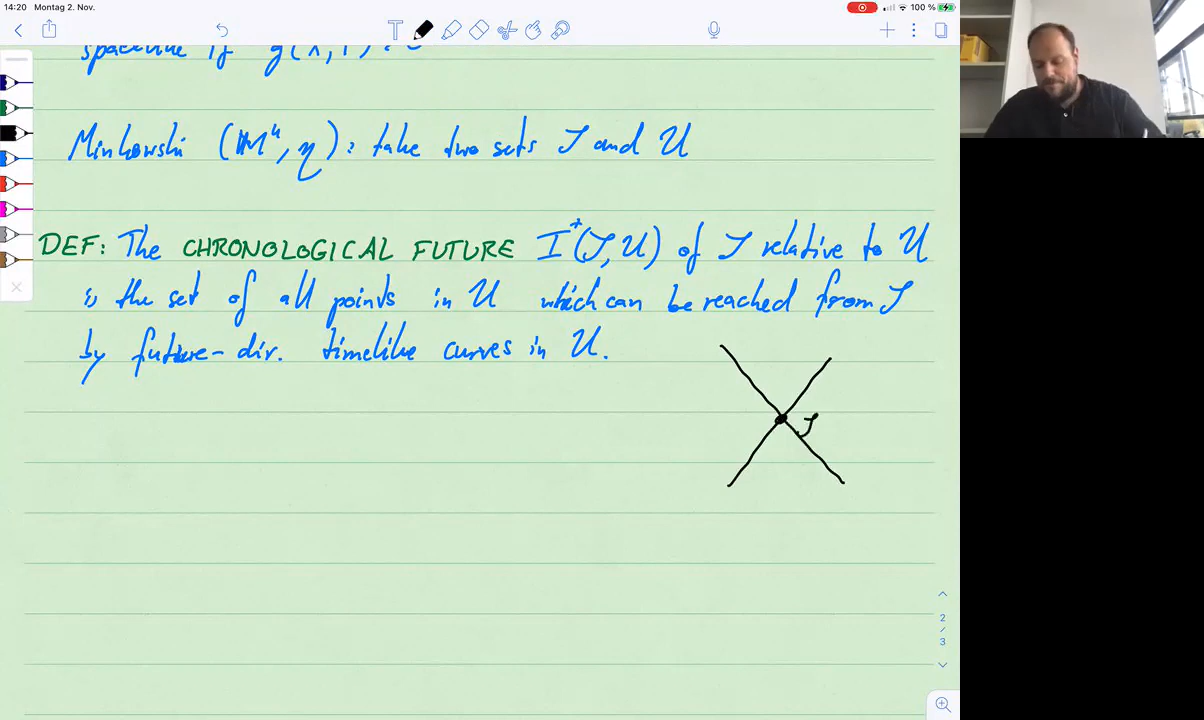 14:20 Montag 2. Nov.
100 %
spacelike if
Minkowski (M⁴, η): take two sets S and U
DEF: The CHRONOLOGICAL FUTURE I⁺(S, U) of S relative to U
is the set of all points in U which can be reached from S
by future-dir. timelike curves in U.
S
2
/
3